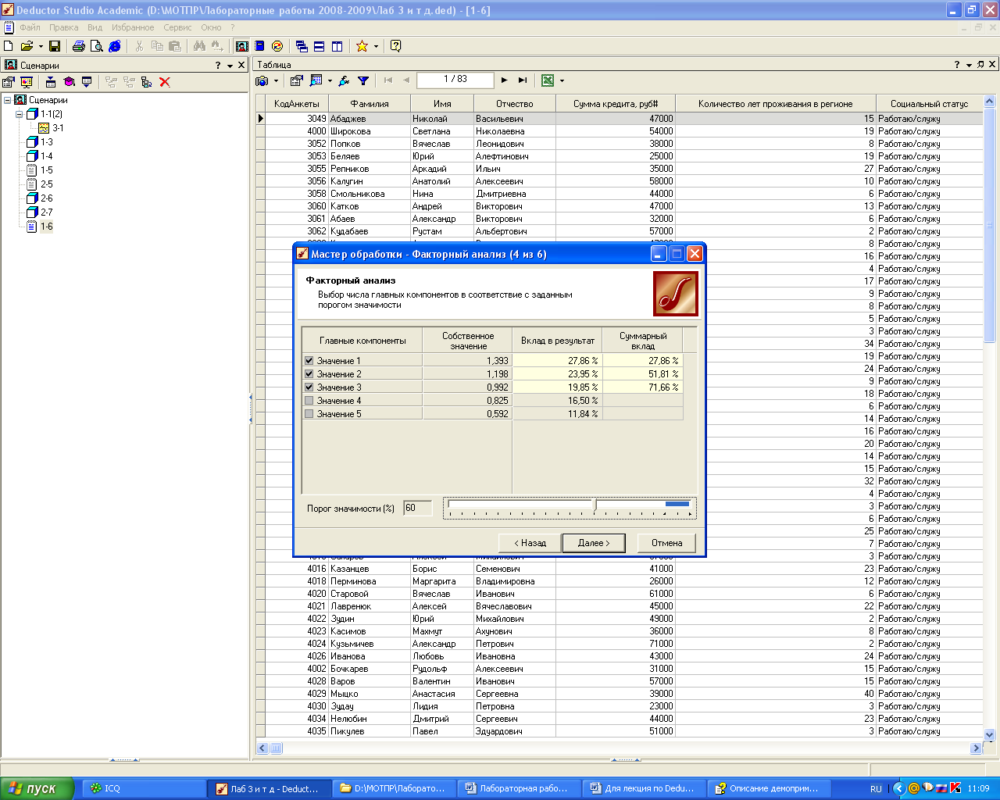 Deductor Studio Academic (D:\МОТПР\Лабораторные работы 2008-2009\Лаб 3 и т д.ded) - [1-6]
Файл Правка Вид Избранное Сервис Окно ?
Сценарии
Таблица
1 / 83
Сценарии
1-1(2)
3-1
1-3
1-4
1-5
2-5
2-6
2-7
1-6
КодАнкеты Фамилия Имя Отчество Сумма кредита, руб# Количество лет проживания в регионе Социальный статус
3049 Абаджев Николай Васильевич 47000 15 Работаю/служу
4000 Широкова Светлана Николаевна 54000 19 Работаю/служу
3052 Попков Вячеслав Леонидович 38000 8 Работаю/служу
3053 Беляев Юрий Алефтинович 25000 19 Работаю/служу
3055 Репников Аркадий Ильич 35000 27 Работаю/служу
3056 Калугин Анатолий Алексеевич 58000 10 Работаю/служу
3058 Смольникова Нина Дмитриевна 44000 6 Работаю/служу
3060 Катков Андрей Викторович 47000 13 Работаю/служу
3061 Абаев Александр Викторович 32000 6 Работаю/служу
3062 Кудабаев Рустам Альбертович 57000 2 Работаю/служу
8 Работаю/служу
16 Работаю/служу
4 Работаю/служу
17 Работаю/служу
9 Работаю/служу
8 Работаю/служу
5 Работаю/служу
3 Работаю/служу
34 Работаю/служу
19 Работаю/служу
24 Работаю/служу
9 Работаю/служу
18 Работаю/служу
6 Работаю/служу
14 Работаю/служу
16 Работаю/служу
20 Работаю/служу
14 Работаю/служу
15 Работаю/служу
32 Работаю/служу
4 Работаю/служу
3 Работаю/служу
6 Работаю/служу
25 Работаю/служу
7 Работаю/служу
3 Работаю/служу
4016 Казанцев Борис Семенович 41000 23 Работаю/служу
4018 Перминова Маргарита Владимировна 26000 12 Работаю/служу
4020 Старовой Вячеслав Иванович 61000 6 Работаю/служу
4021 Лавренюк Алексей Вячеславович 45000 22 Работаю/служу
4022 Зудин Юрий Михайлович 49000 2 Работаю/служу
4023 Касимов Махмут Ахунович 36000 8 Работаю/служу
4024 Кузьмичев Александр Петрович 71000 2 Работаю/служу
4026 Иванова Любовь Ивановна 43000 24 Работаю/служу
4002 Бочкарев Рудольф Алексеевич 31000 15 Работаю/служу
4028 Варов Валентин Иванович 57000 15 Работаю/служу
4029 Мыцко Анастасия Сергеевна 39000 40 Работаю/служу
4030 Зудау Лидия Петровна 23000 3 Работаю/служу
4034 Нелюбин Дмитрий Сергеевич 44000 23 Работаю/служу
4035 Пикулев Павел Эдуардович 51000 3 Работаю/служу
Мастер обработки - Факторный анализ (4 из 6)
Факторный анализ
Выбор числа главных компонентов в соответствие с заданным
порогом значимости
Главные компоненты Собственное значение Вклад в результат Суммарный вклад
Значение 1 1,393 27,86 % 27,86 %
Значение 2 1,198 23,95 % 51,81 %
Значение 3 0,992 19,85 % 71,66 %
Значение 4 0,825 16,50 %
Значение 5 0,592 11,84 %
Порог значимости (%) 60
< Назад Далее > Отмена
пуск ICQ Лаб 3 и т д - Deduct... D:\МОТПР\Лаборато... Лабораторная рабо... Для лекция по Dedu... Описание демоприм... RU 11:09